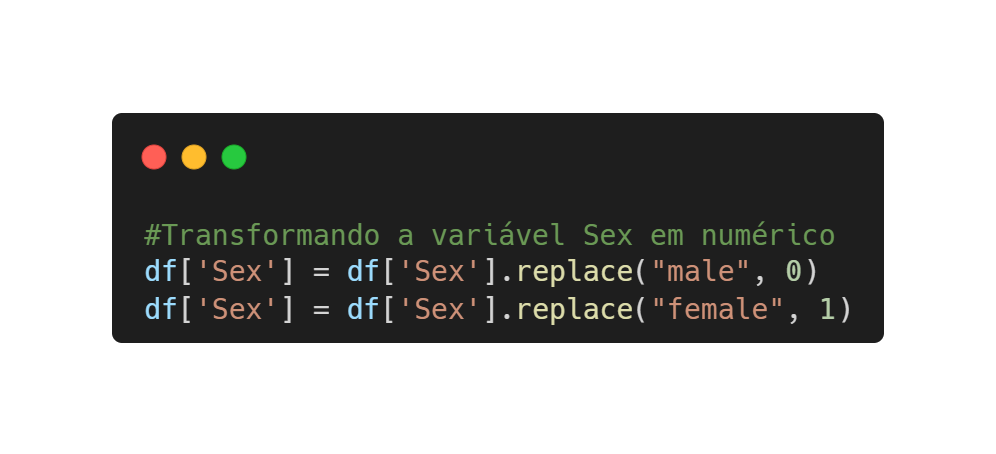 #Transformando a variável Sex em numérico
df['Sex'] = df['Sex'].replace("male", 0)
df['Sex'] = df['Sex'].replace("female", 1)